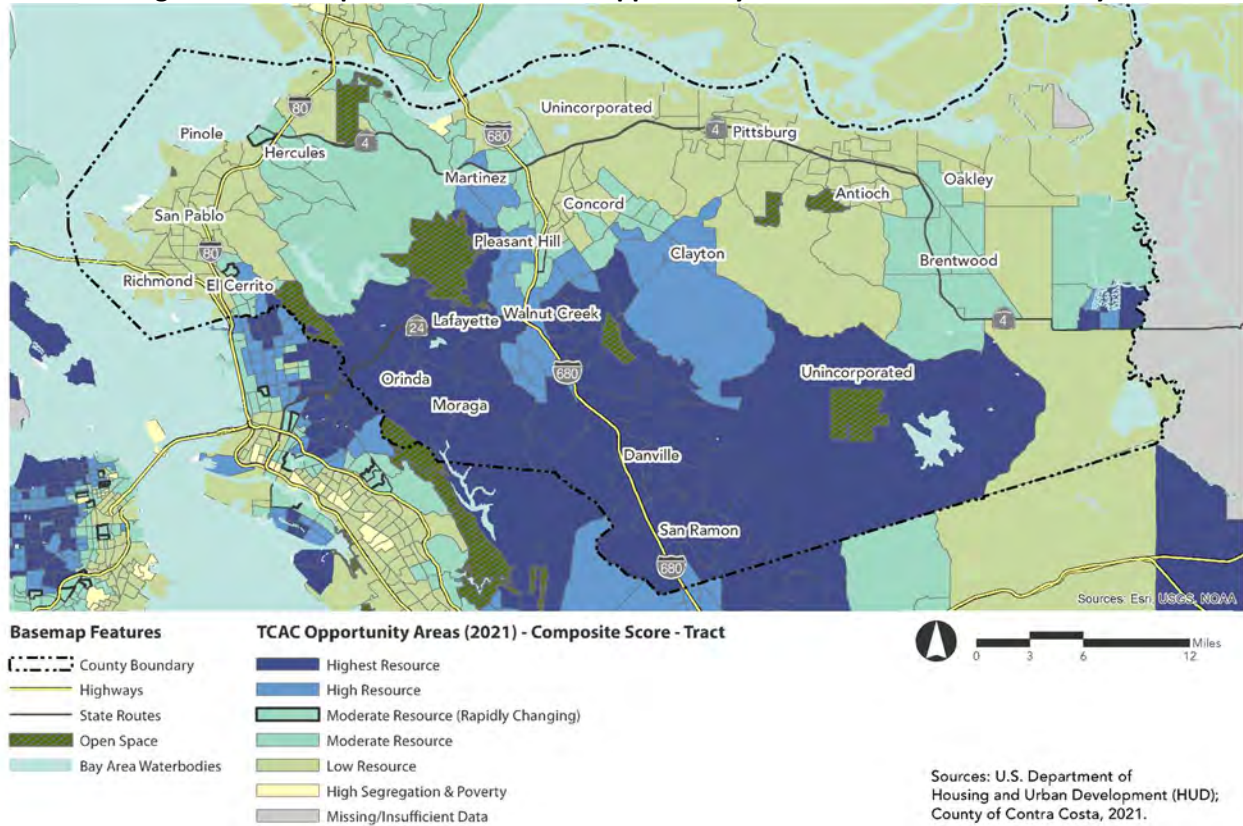 80
Unincorporated
Pinole
680
4
Pittsburg
Hercules
4
Martinez
Oakley
Antioch
Concord
San Pablo
Pleasant Hill
Clayton
80
Brentwood
Richmond
El Cerrito
Walnut Creek
24
Lafayette
4
680
Unincorporated
Orinda
Moraga
Danville
San Ramon
680
Sources: Esri, USGS, NOAA
Basemap Features
County Boundary
Highways
State Routes
Open Space
Bay Area Waterbodies
TCAC Opportunity Areas (2021) - Composite Score - Tract
Highest Resource
High Resource
Moderate Resource (Rapidly Changing)
Moderate Resource
Low Resource
High Segregation & Poverty
Missing/Insufficient Data
Miles
0 3 6 12
Sources: U.S. Department of
Housing and Urban Development (HUD);
County of Contra Costa, 2021.